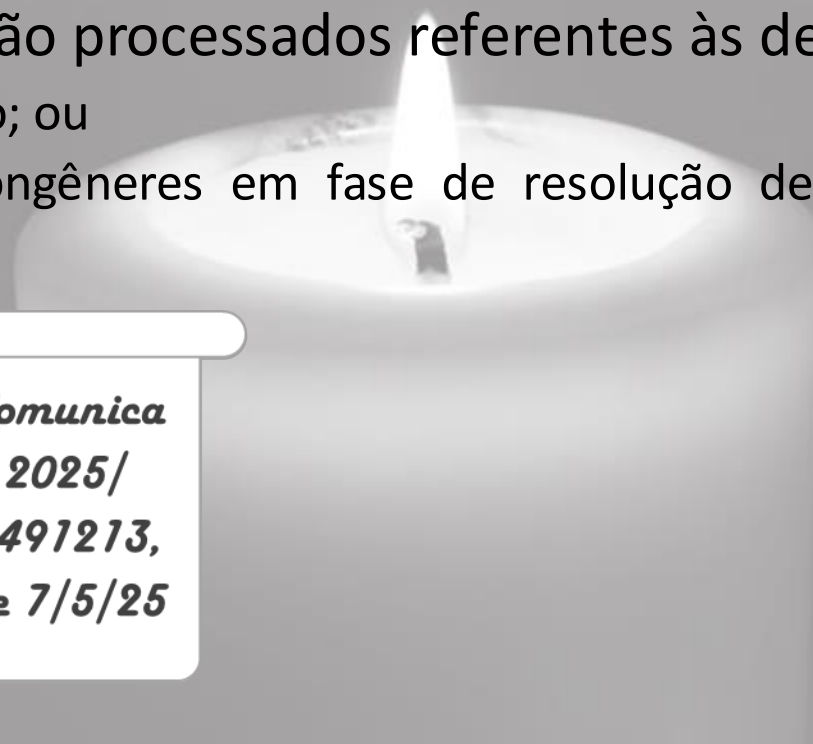 ão processados referentes às de
o; ou
ongêneres em fase de resolução de
omunica
2025/
491213,
e 7/5/25